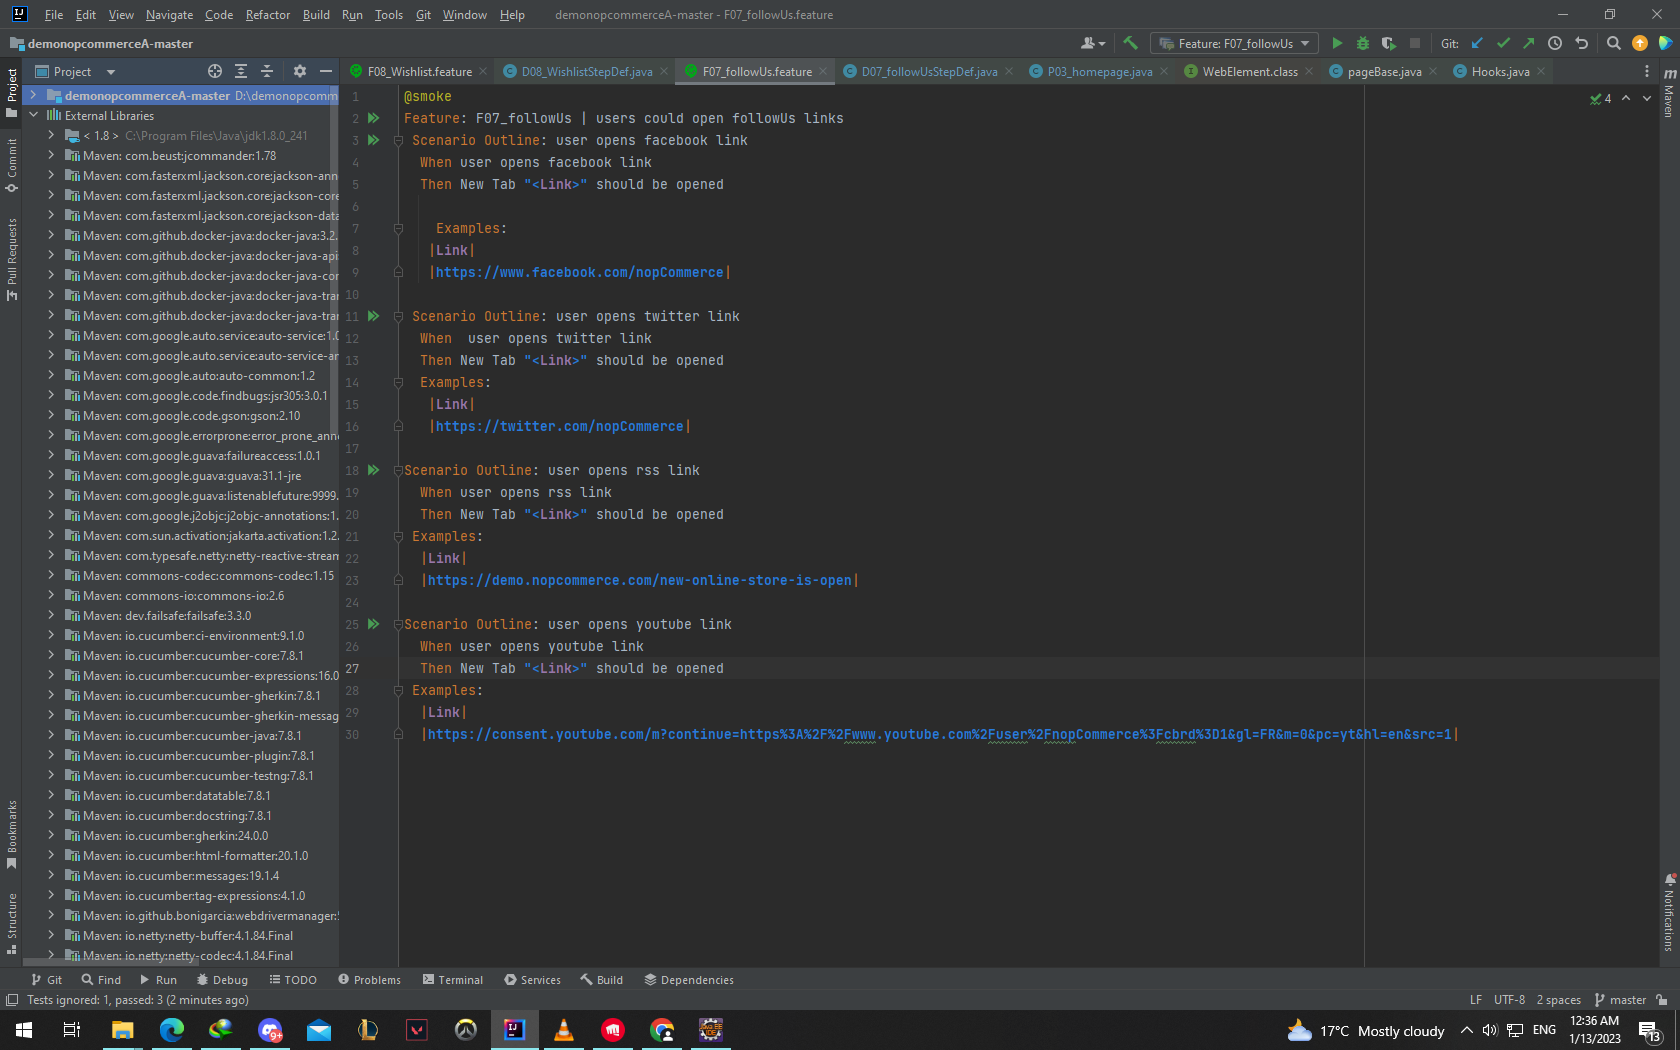 File Edit View Navigate Code Refactor Build Run Tools Git Window Help demonopcommerceA-master - F07_followUs.feature
demonopcommerceA-master Feature: F07_followUs Git:
Project F08_Wishlist.feature D08_WishlistStepDef.java F07_followUs.feature D07_followUsStepDef.java P03_homepage.java WebElement.class pageBase.java Hooks.java
Project
Commit
Pull Requests
Bookmarks
Structure
demonopcommerceA-master D:\demonopcomm
External Libraries
< 1.8 > C:\Program Files\Java\jdk1.8.0_241
Maven: com.beust:jcommander:1.78
Maven: com.fasterxml.jackson.core:jackson-ann
Maven: com.fasterxml.jackson.core:jackson-core
Maven: com.fasterxml.jackson.core:jackson-data
Maven: com.github.docker-java:docker-java:3.2.
Maven: com.github.docker-java:docker-java-api
Maven: com.github.docker-java:docker-java-cor
Maven: com.github.docker-java:docker-java-trar
Maven: com.github.docker-java:docker-java-trar
Maven: com.google.auto.service:auto-service:1.0
Maven: com.google.auto.service:auto-service-ar
Maven: com.google.auto:auto-common:1.2
Maven: com.google.code.findbugs:jsr305:3.0.1
Maven: com.google.code.gson:gson:2.10
Maven: com.google.errorprone:error_prone_ann
Maven: com.google.guava:failureaccess:1.0.1
Maven: com.google.guava:guava:31.1-jre
Maven: com.google.guava:listenablefuture:9999.
Maven: com.google.j2objc:j2objc-annotations:1.
Maven: com.sun.activation:jakarta.activation:1.2.
Maven: com.typesafe.netty:netty-reactive-stream
Maven: commons-codec:commons-codec:1.15
Maven: commons-io:commons-io:2.6
Maven: dev.failsafe:failsafe:3.3.0
Maven: io.cucumber:ci-environment:9.1.0
Maven: io.cucumber:cucumber-core:7.8.1
Maven: io.cucumber:cucumber-expressions:16.0
Maven: io.cucumber:cucumber-gherkin:7.8.1
Maven: io.cucumber:cucumber-gherkin-messag
Maven: io.cucumber:cucumber-java:7.8.1
Maven: io.cucumber:cucumber-plugin:7.8.1
Maven: io.cucumber:cucumber-testng:7.8.1
Maven: io.cucumber:datatable:7.8.1
Maven: io.cucumber:docstring:7.8.1
Maven: io.cucumber:gherkin:24.0.0
Maven: io.cucumber:html-formatter:20.1.0
Maven: io.cucumber:messages:19.1.4
Maven: io.cucumber:tag-expressions:4.1.0
Maven: io.github.bonigarcia:webdrivermanager:5
Maven: io.netty:netty-buffer:4.1.84.Final
Maven: io.netty:netty-codec:4.1.84.Final
1 @smoke
2 Feature: F07_followUs | users could open followUs links
3 Scenario Outline: user opens facebook link
4 When user opens facebook link
5 Then New Tab "<Link>" should be opened
6
7 Examples:
8 |Link|
9 |https://www.facebook.com/nopCommerce|
10
11 Scenario Outline: user opens twitter link
12 When  user opens twitter link
13 Then New Tab "<Link>" should be opened
14 Examples:
15 |Link|
16 |https://twitter.com/nopCommerce|
17
18 Scenario Outline: user opens rss link
19 When user opens rss link
20 Then New Tab "<Link>" should be opened
21 Examples:
22 |Link|
23 |https://demo.nopcommerce.com/new-online-store-is-open|
24
25 Scenario Outline: user opens youtube link
26 When user opens youtube link
27 Then New Tab "<Link>" should be opened
28 Examples:
29 |Link|
30 |https://consent.youtube.com/m?continue=https%3A%2F%2Fwww.youtube.com%2Fuser%2FnopCommerce%3Fcbrd%3D1&gl=FR&m=0&pc=yt&hl=en&src=1|
4
Maven
Notifications
Git Find Run Debug TODO Problems Terminal Services Build Dependencies
Tests ignored: 1, passed: 3 (2 minutes ago) LF UTF-8 2 spaces master
17°C Mostly cloudy ENG 12:36 AM
1/13/2023
13
9+